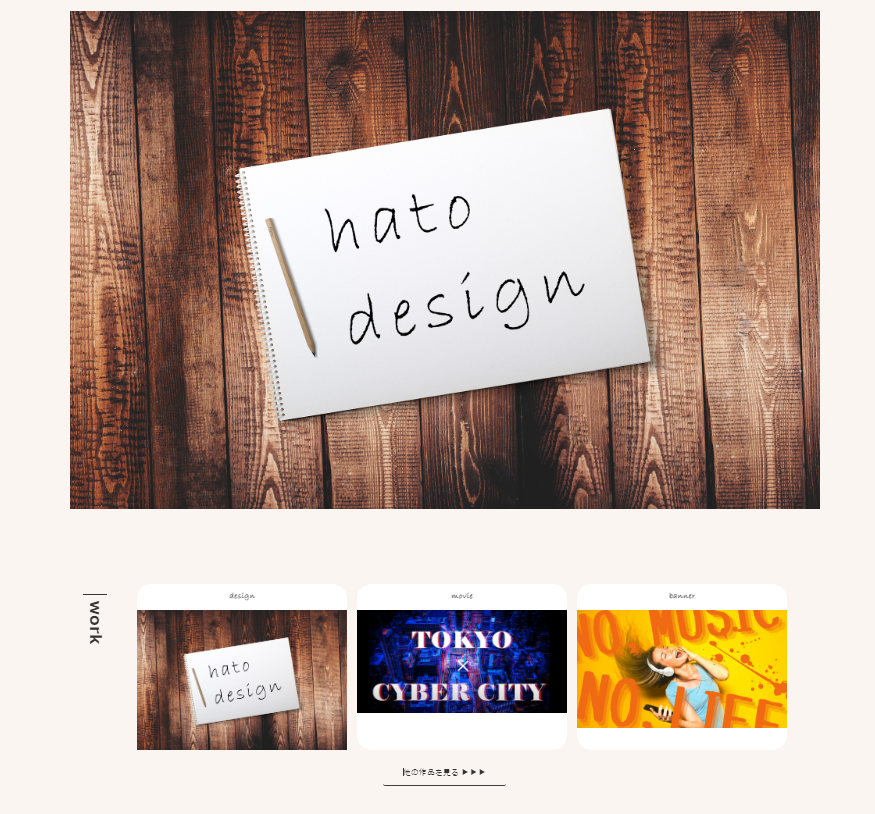 hato
design
work
design
hato
design
movie
TOKYO
×
CYBER CITY
banner
NO MUSIC
NO LIFE
他の作品を見る ▶▶▶